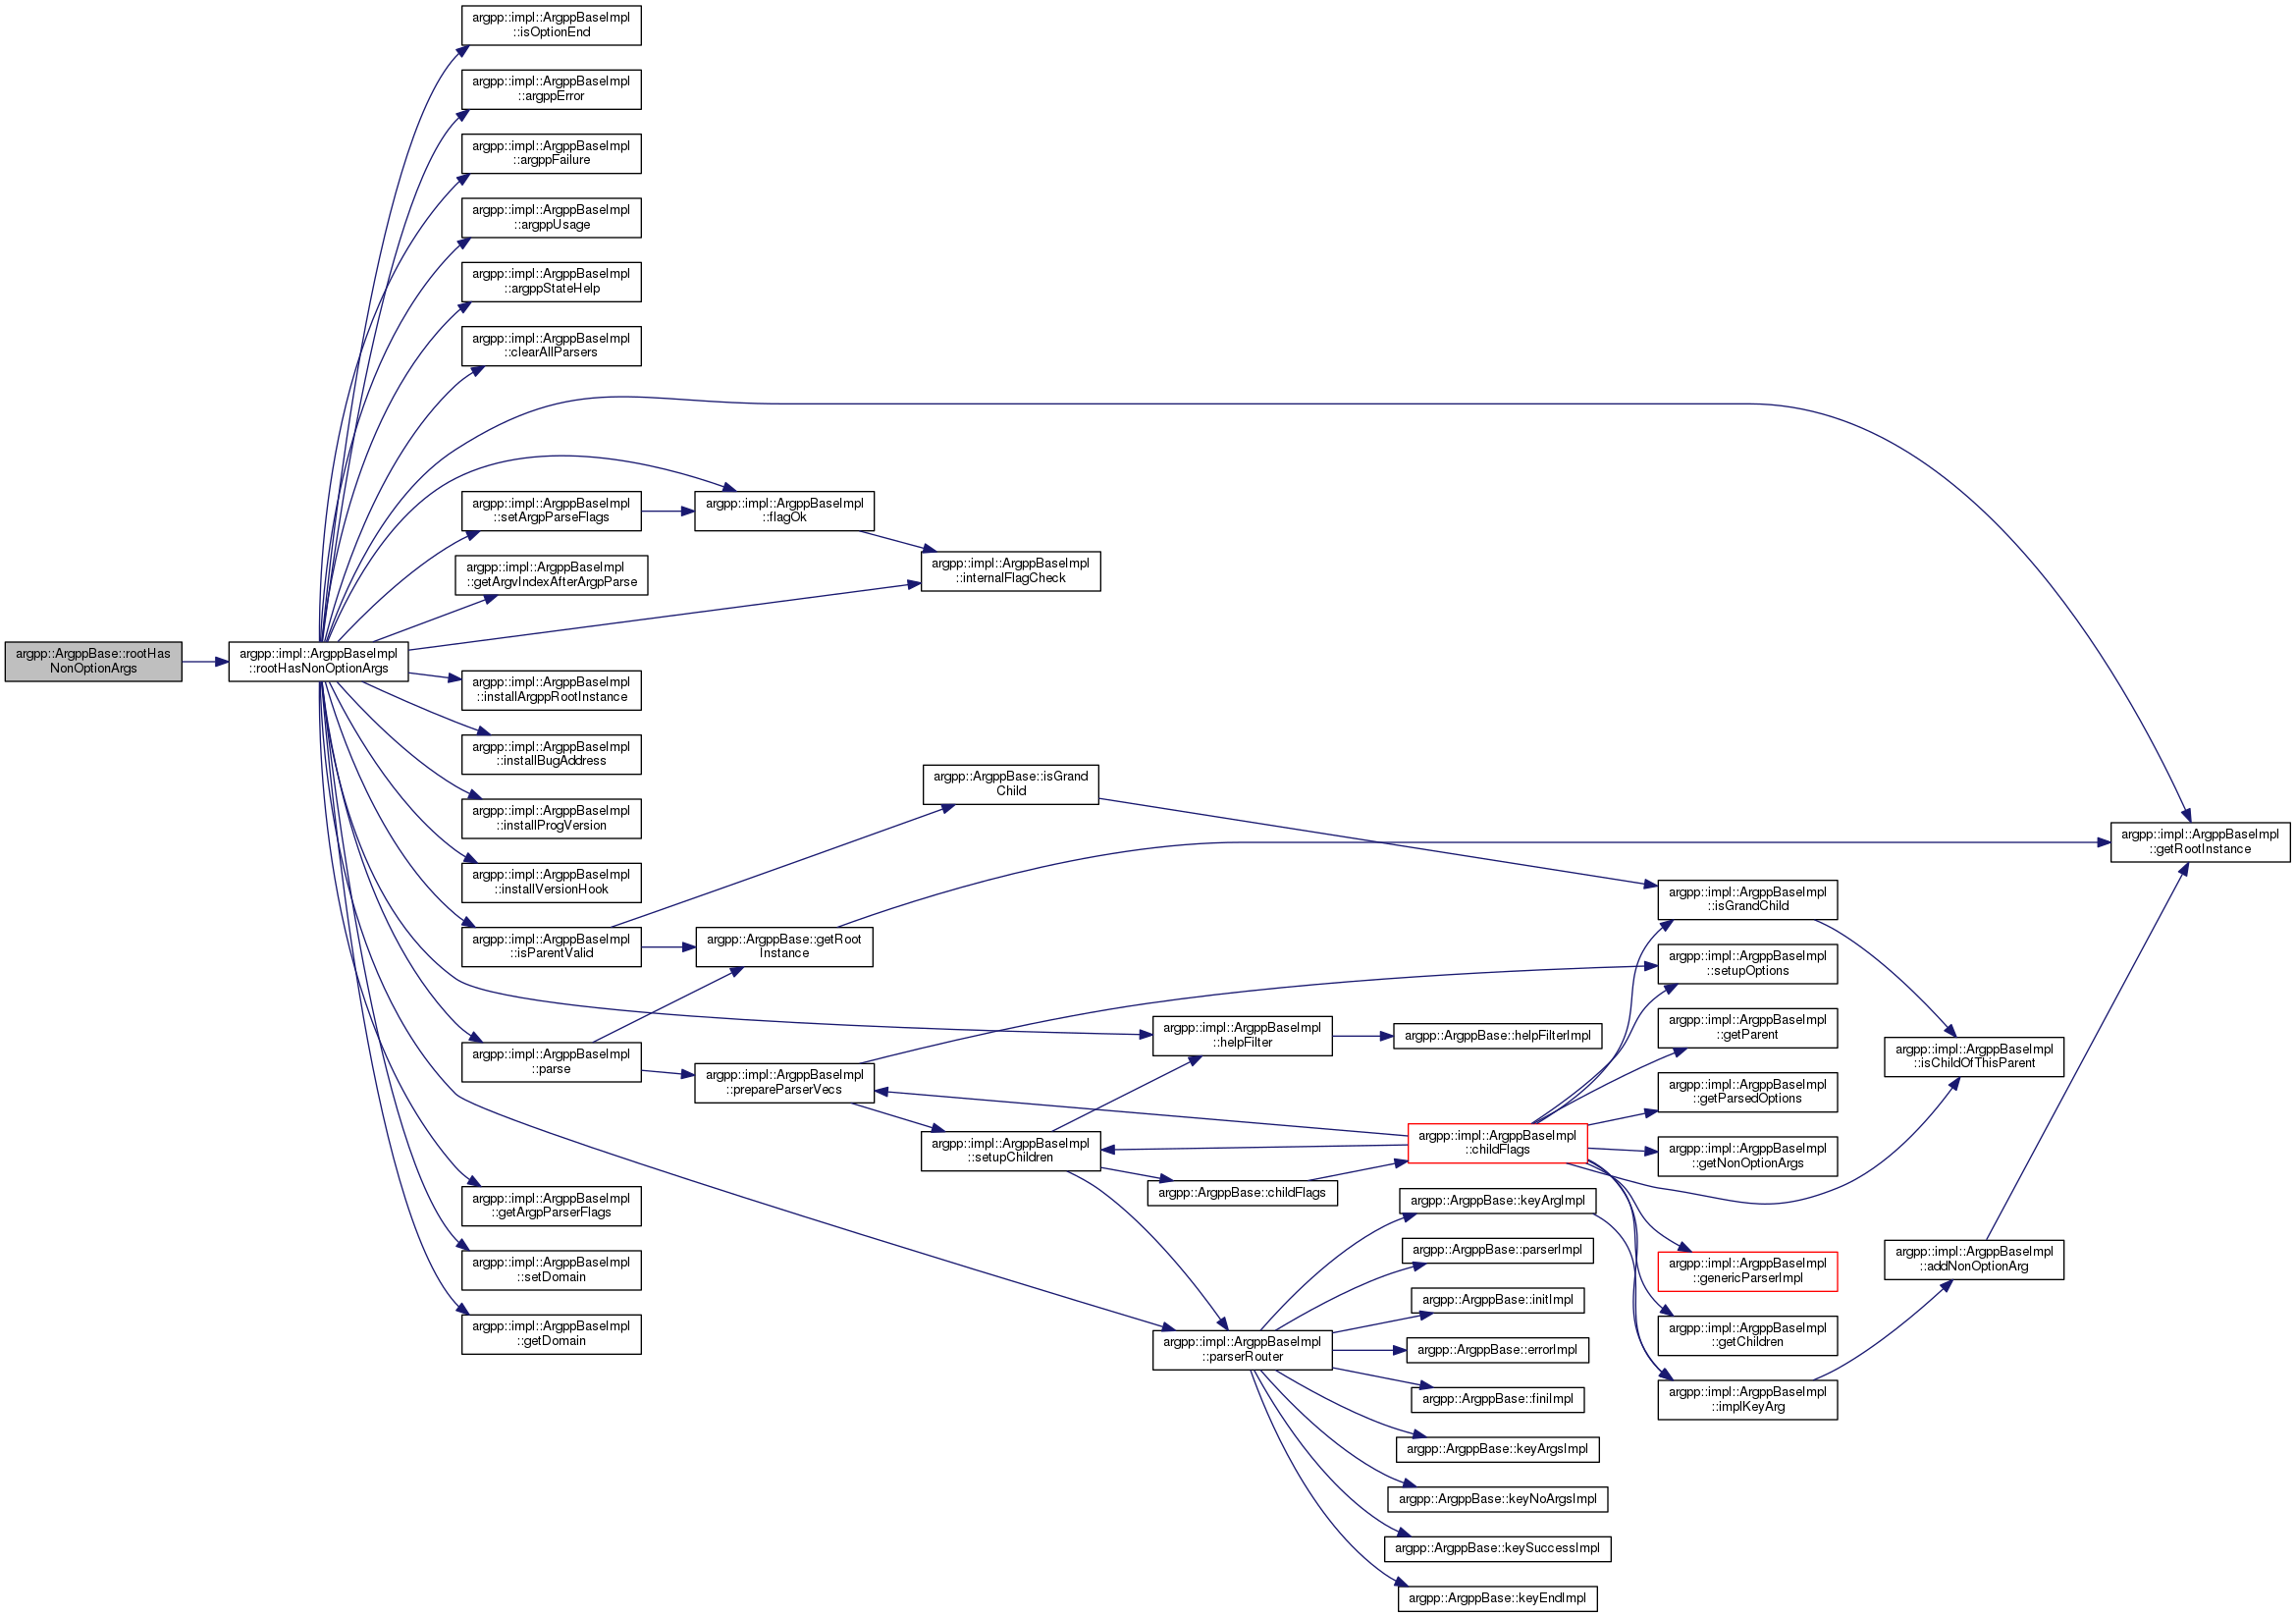 argpp::ArgppBase::rootHas
NonOptionArgs
argpp::impl::ArgppBaseImpl
::rootHasNonOptionArgs
argpp::impl::ArgppBaseImpl
::isOptionEnd
argpp::impl::ArgppBaseImpl
::argppError
argpp::impl::ArgppBaseImpl
::argppFailure
argpp::impl::ArgppBaseImpl
::argppUsage
argpp::impl::ArgppBaseImpl
::argppStateHelp
argpp::impl::ArgppBaseImpl
::clearAllParsers
argpp::impl::ArgppBaseImpl
::setArgpParseFlags
argpp::impl::ArgppBaseImpl
::getArgvIndexAfterArgpParse
argpp::impl::ArgppBaseImpl
::installArgppRootInstance
argpp::impl::ArgppBaseImpl
::installBugAddress
argpp::impl::ArgppBaseImpl
::installProgVersion
argpp::impl::ArgppBaseImpl
::installVersionHook
argpp::impl::ArgppBaseImpl
::isParentValid
argpp::impl::ArgppBaseImpl
::parse
argpp::impl::ArgppBaseImpl
::getArgpParserFlags
argpp::impl::ArgppBaseImpl
::setDomain
argpp::impl::ArgppBaseImpl
::getDomain
argpp::impl::ArgppBaseImpl
::flagOk
argpp::ArgppBase::getRoot
Instance
argpp::impl::ArgppBaseImpl
::prepareParserVecs
argpp::impl::ArgppBaseImpl
::internalFlagCheck
argpp::ArgppBase::isGrand
Child
argpp::impl::ArgppBaseImpl
::setupChildren
argpp::impl::ArgppBaseImpl
::helpFilter
argpp::ArgppBase::childFlags
argpp::impl::ArgppBaseImpl
::parserRouter
argpp::ArgppBase::helpFilterImpl
argpp::impl::ArgppBaseImpl
::childFlags
argpp::ArgppBase::keyArgImpl
argpp::ArgppBase::parserImpl
argpp::ArgppBase::initImpl
argpp::ArgppBase::errorImpl
argpp::ArgppBase::finiImpl
argpp::ArgppBase::keyArgsImpl
argpp::ArgppBase::keyNoArgsImpl
argpp::ArgppBase::keySuccessImpl
argpp::ArgppBase::keyEndImpl
argpp::impl::ArgppBaseImpl
::isGrandChild
argpp::impl::ArgppBaseImpl
::setupOptions
argpp::impl::ArgppBaseImpl
::getParent
argpp::impl::ArgppBaseImpl
::getParsedOptions
argpp::impl::ArgppBaseImpl
::getNonOptionArgs
argpp::impl::ArgppBaseImpl
::genericParserImpl
argpp::impl::ArgppBaseImpl
::getChildren
argpp::impl::ArgppBaseImpl
::implKeyArg
argpp::impl::ArgppBaseImpl
::isChildOfThisParent
argpp::impl::ArgppBaseImpl
::addNonOptionArg
argpp::impl::ArgppBaseImpl
::getRootInstance